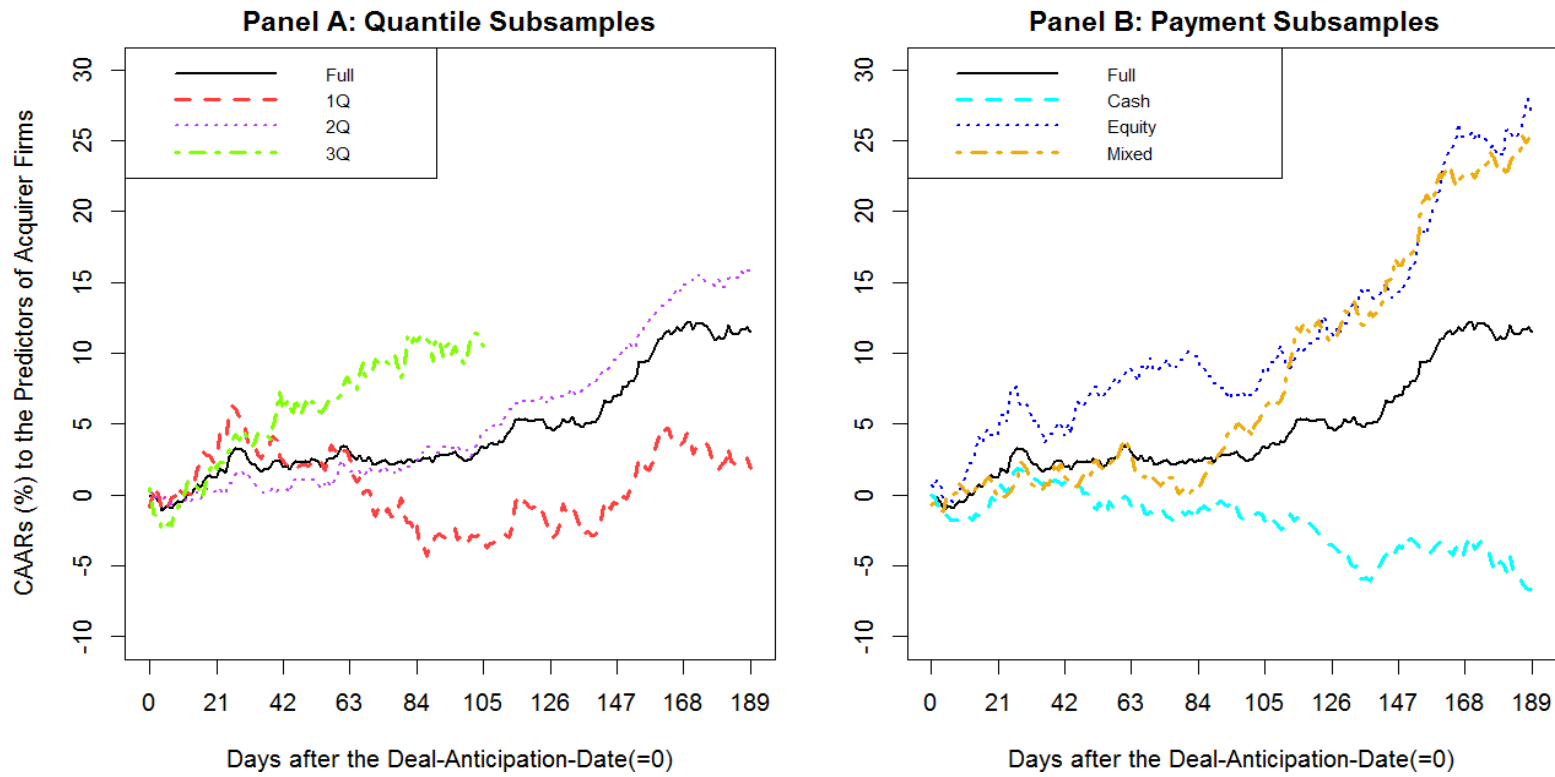 Panel A: Quantile Subsamples
CAARs (%) to the Predictors of Acquirer Firms
30
25
20
15
10
5
0
-5
-10
Full
1Q
2Q
3Q
0 21 42 63 84 105 126 147 168 189
Days after the Deal-Anticipation-Date(=0)
Panel B: Payment Subsamples
30
25
20
15
10
5
0
-5
-10
Full
Cash
Equity
Mixed
0 21 42 63 84 105 126 147 168 189
Days after the Deal-Anticipation-Date(=0)